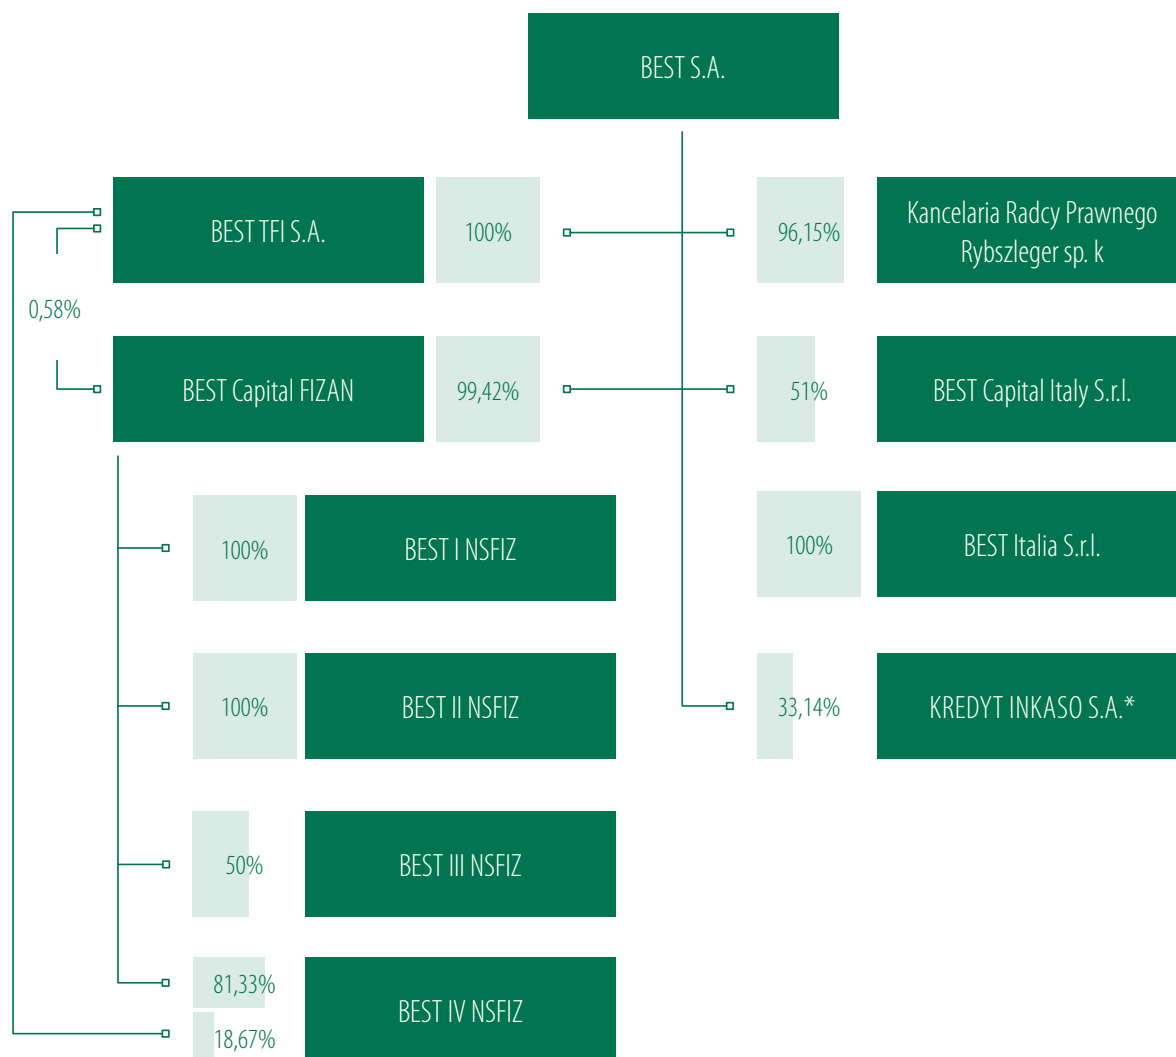 BEST S.A.
BEST TFI S.A.
100%
96,15%
Kancelaria Radcy Prawnego
Rybszleger sp. k
0,58%
BEST Capital FIZAN
99,42%
51%
BEST Capital Italy S.r.l.
100%
BEST I NSFIZ
100%
BEST Italia S.r.l.
100%
BEST II NSFIZ
33,14%
KREDYT INKASO S.A.*
50%
BEST III NSFIZ
81,33%
18,67%
BEST IV NSFIZ